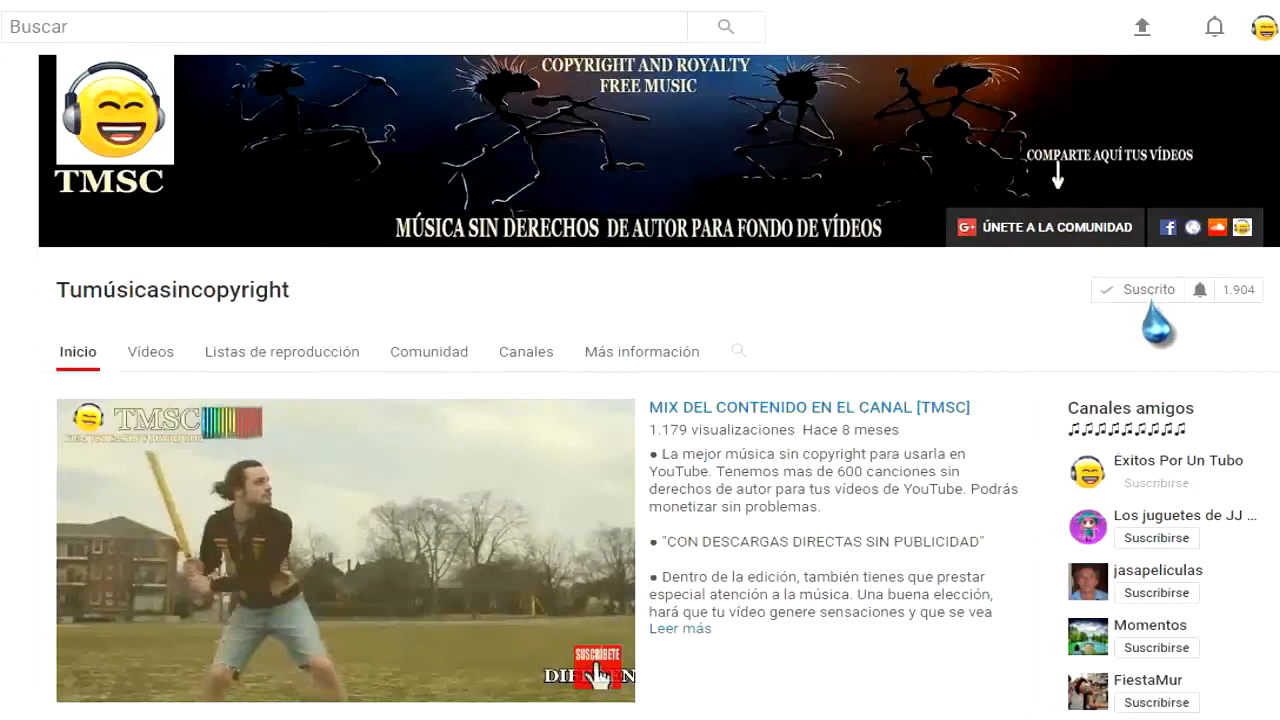 Buscar
COPYRIGHT AND ROYALTY
FREE MUSIC
TMSC
COMPARTE AQUÍ TUS VÍDEOS
MÚSICA SIN DERECHOS DE AUTOR PARA FONDO DE VÍDEOS
G+ ÚNETE A LA COMUNIDAD
Tumúsicasincopyright
Suscrito 1.904
Inicio Vídeos Listas de reproducción Comunidad Canales Más información
TMSC
SUSCRÍBETE
MIX DEL CONTENIDO EN EL CANAL [TMSC]
1.179 visualizaciones Hace 8 meses
● La mejor música sin copyright para usarla en
YouTube. Tenemos mas de 600 canciones sin
derechos de autor para tus vídeos de YouTube. Podrás
monetizar sin problemas.
● "CON DESCARGAS DIRECTAS SIN PUBLICIDAD"
● Dentro de la edición, también tienes que prestar
especial atención a la música. Una buena elección,
hará que tu vídeo genere sensaciones y que se vea
Leer más
Canales amigos
♫♫♫♫♫♫♫♫♫
Éxitos Por Un Tubo
Suscribirse
Los juguetes de JJ ...
Suscribirse
jasapeliculas
Suscribirse
Momentos
Suscribirse
FiestaMur
Suscribirse